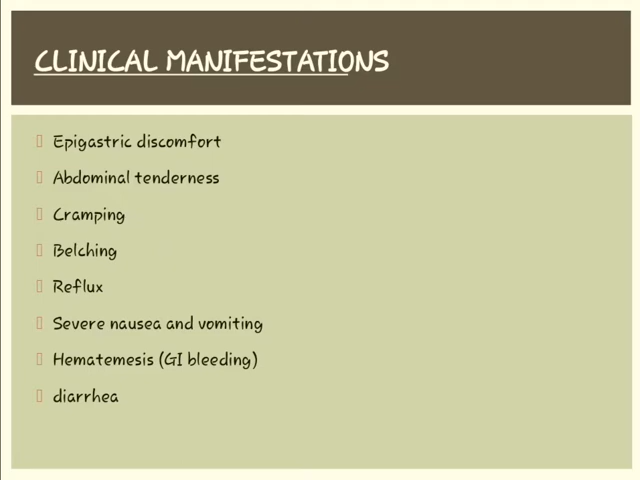 CLINICAL MANIFESTATIONS
Epigastric discomfort
Abdominal tenderness
Cramping
Belching
Reflux
Severe nausea and vomiting
Hematemesis (GI bleeding)
diarrhea